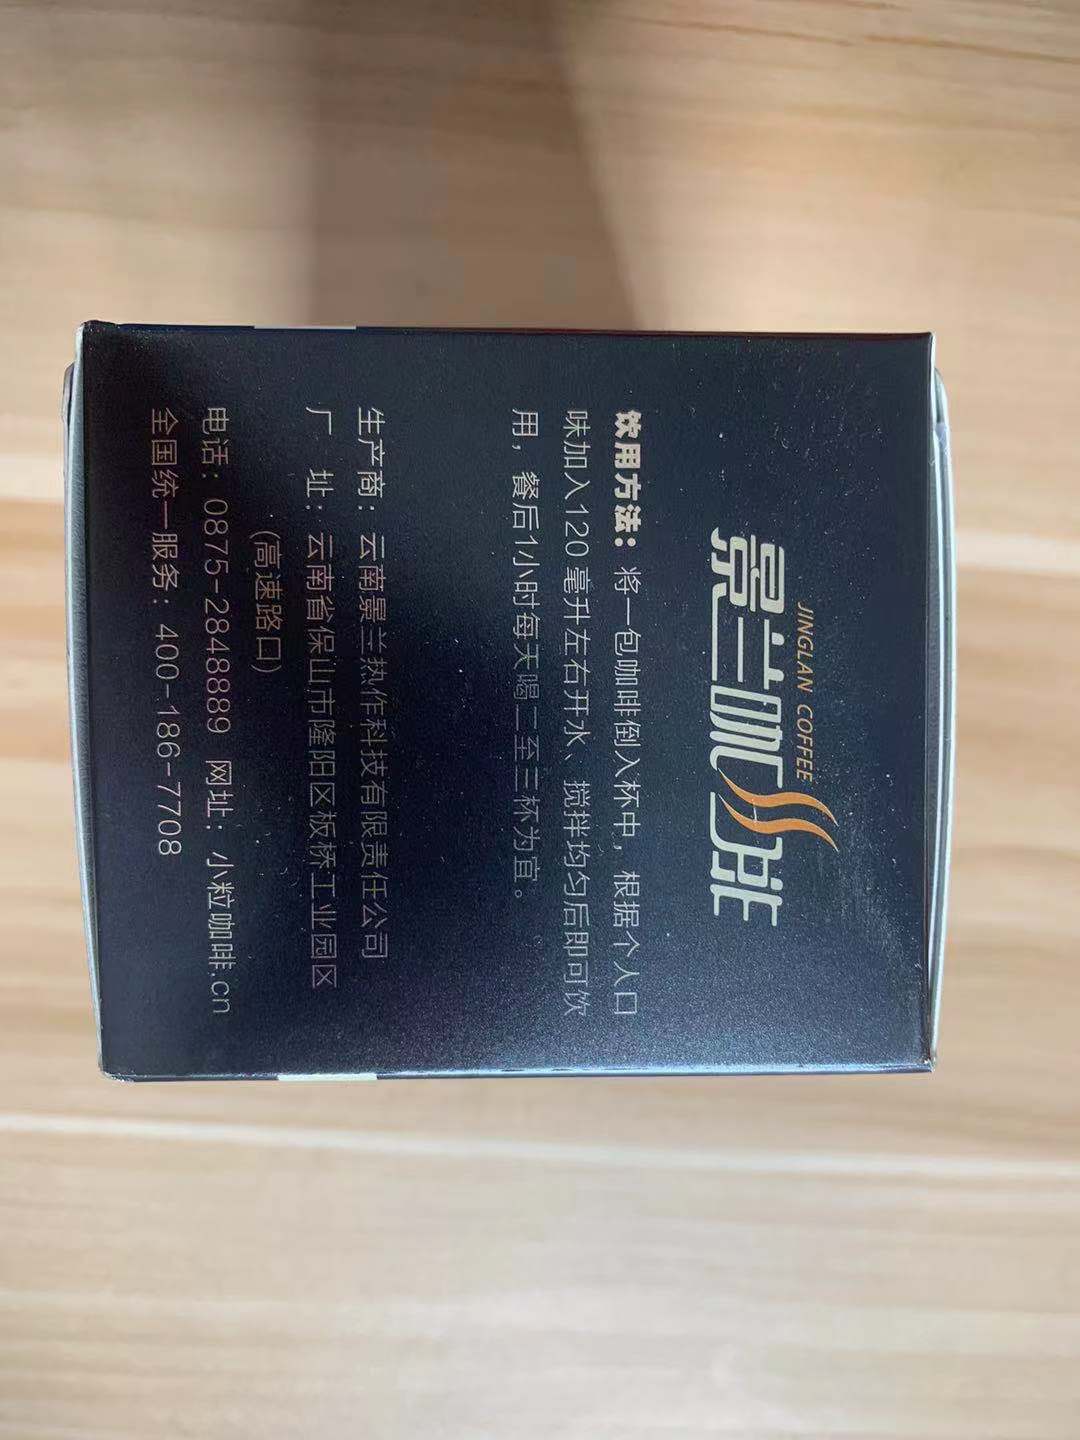 JINGLAN COFFEE
景兰咖啡
饮用方法：将一包咖啡倒入杯中，根据个人口
味加入120毫升左右开水、搅拌均匀后即可饮
用，餐后1小时每天喝二至三杯为宜。
生产商：云南景兰热作科技有限责任公司
厂 址：云南省保山市隆阳区板桥工业园区
(高速路口)
电话：0875-2848889 网址：小粒咖啡.cn
全国统一服务：400-186-7708